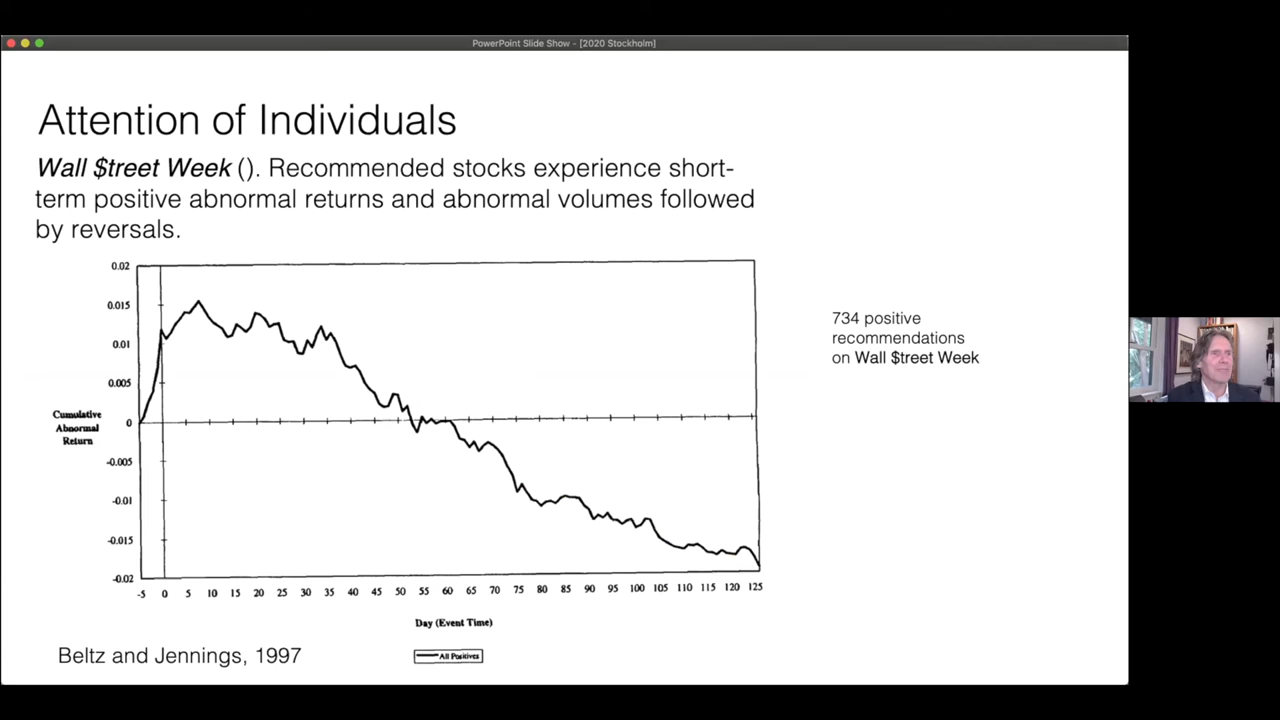 PowerPoint Slide Show - [2020 Stockholm]
Attention of Individuals
Wall $treet Week (). Recommended stocks experience short-
term positive abnormal returns and abnormal volumes followed
by reversals.
0.02
0.015
0.01
0.005
0
-0.005
-0.01
-0.015
-0.02
Cumulative
Abnormal
Return
-5 0 5 10 15 20 25 30 35 40 45 50 55 60 65 70 75 80 85 90 95 100 105 110 115 120 125
Day (Event Time)
All Positives
734 positive
recommendations
on Wall $treet Week
Beltz and Jennings, 1997